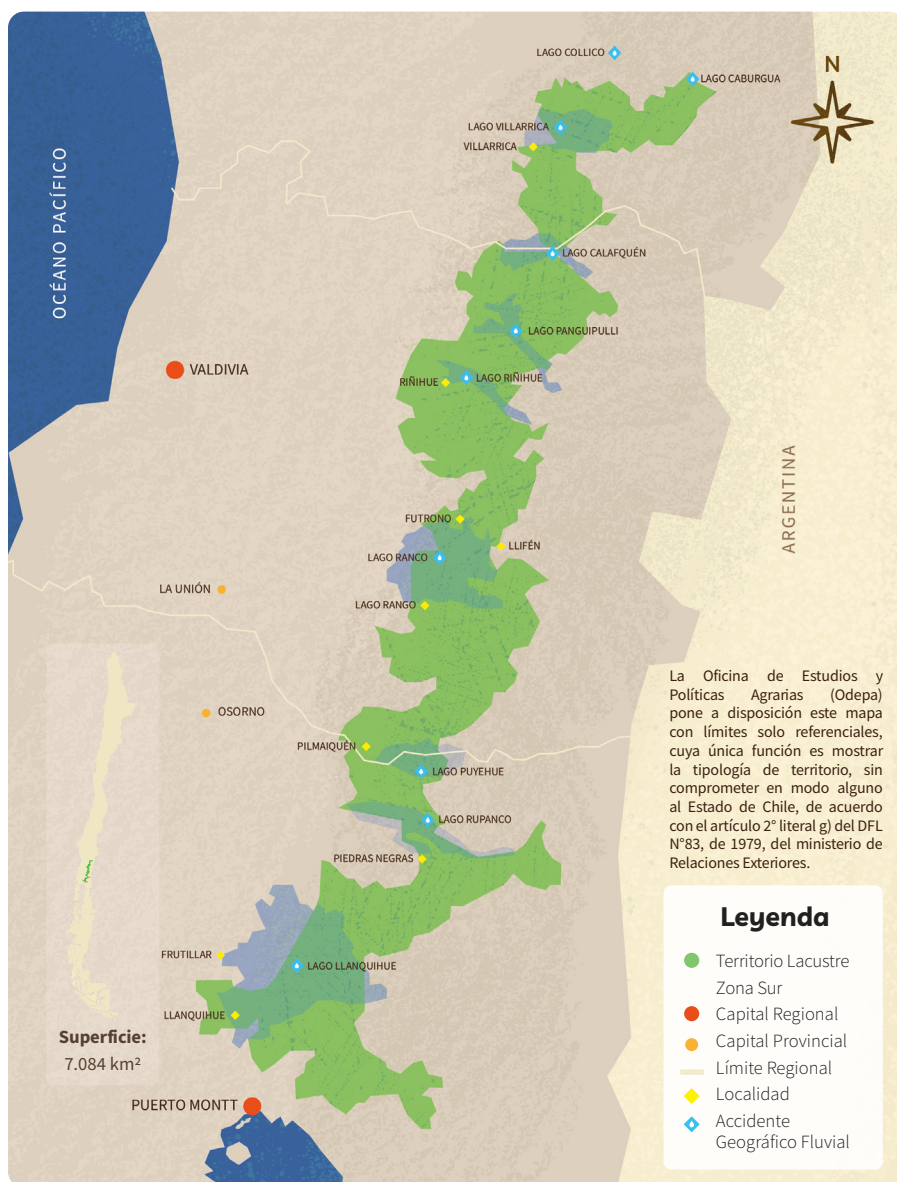 LAGO COLLICO
N
LAGO CABURGUA
LAGO VILLARRICA
VILLARRICA
OCÉANO PACÍFICO
LAGO CALAFQUÉN
LAGO PANGUIPULLI
VALDIVIA
LAGO RIÑIHUE
RIÑIHUE
ARGENTINA
FUTRONO
LLIFÉN
LAGO RANCO
LA UNIÓN
LAGO RANGO
OSORNO
PILMAIQUÉN
LAGO PUYEHUE
LAGO RUPANCO
PIEDRAS NEGRAS
FRUTILLAR
LAGO LLANQUIHUE
LLANQUIHUE
Superficie:
7.084 km²
PUERTO MONTT
La Oficina de Estudios y
Políticas Agrarias (Odepa)
pone a disposición este mapa
con límites solo referenciales,
cuya única función es mostrar
la tipología de territorio, sin
comprometer en modo alguno
al Estado de Chile, de acuerdo
con el artículo 2° literal g) del DFL
N°83, de 1979, del ministerio de
Relaciones Exteriores.
Leyenda
Territorio Lacustre
Zona Sur
Capital Regional
Capital Provincial
Límite Regional
Localidad
Accidente
Geográfico Fluvial